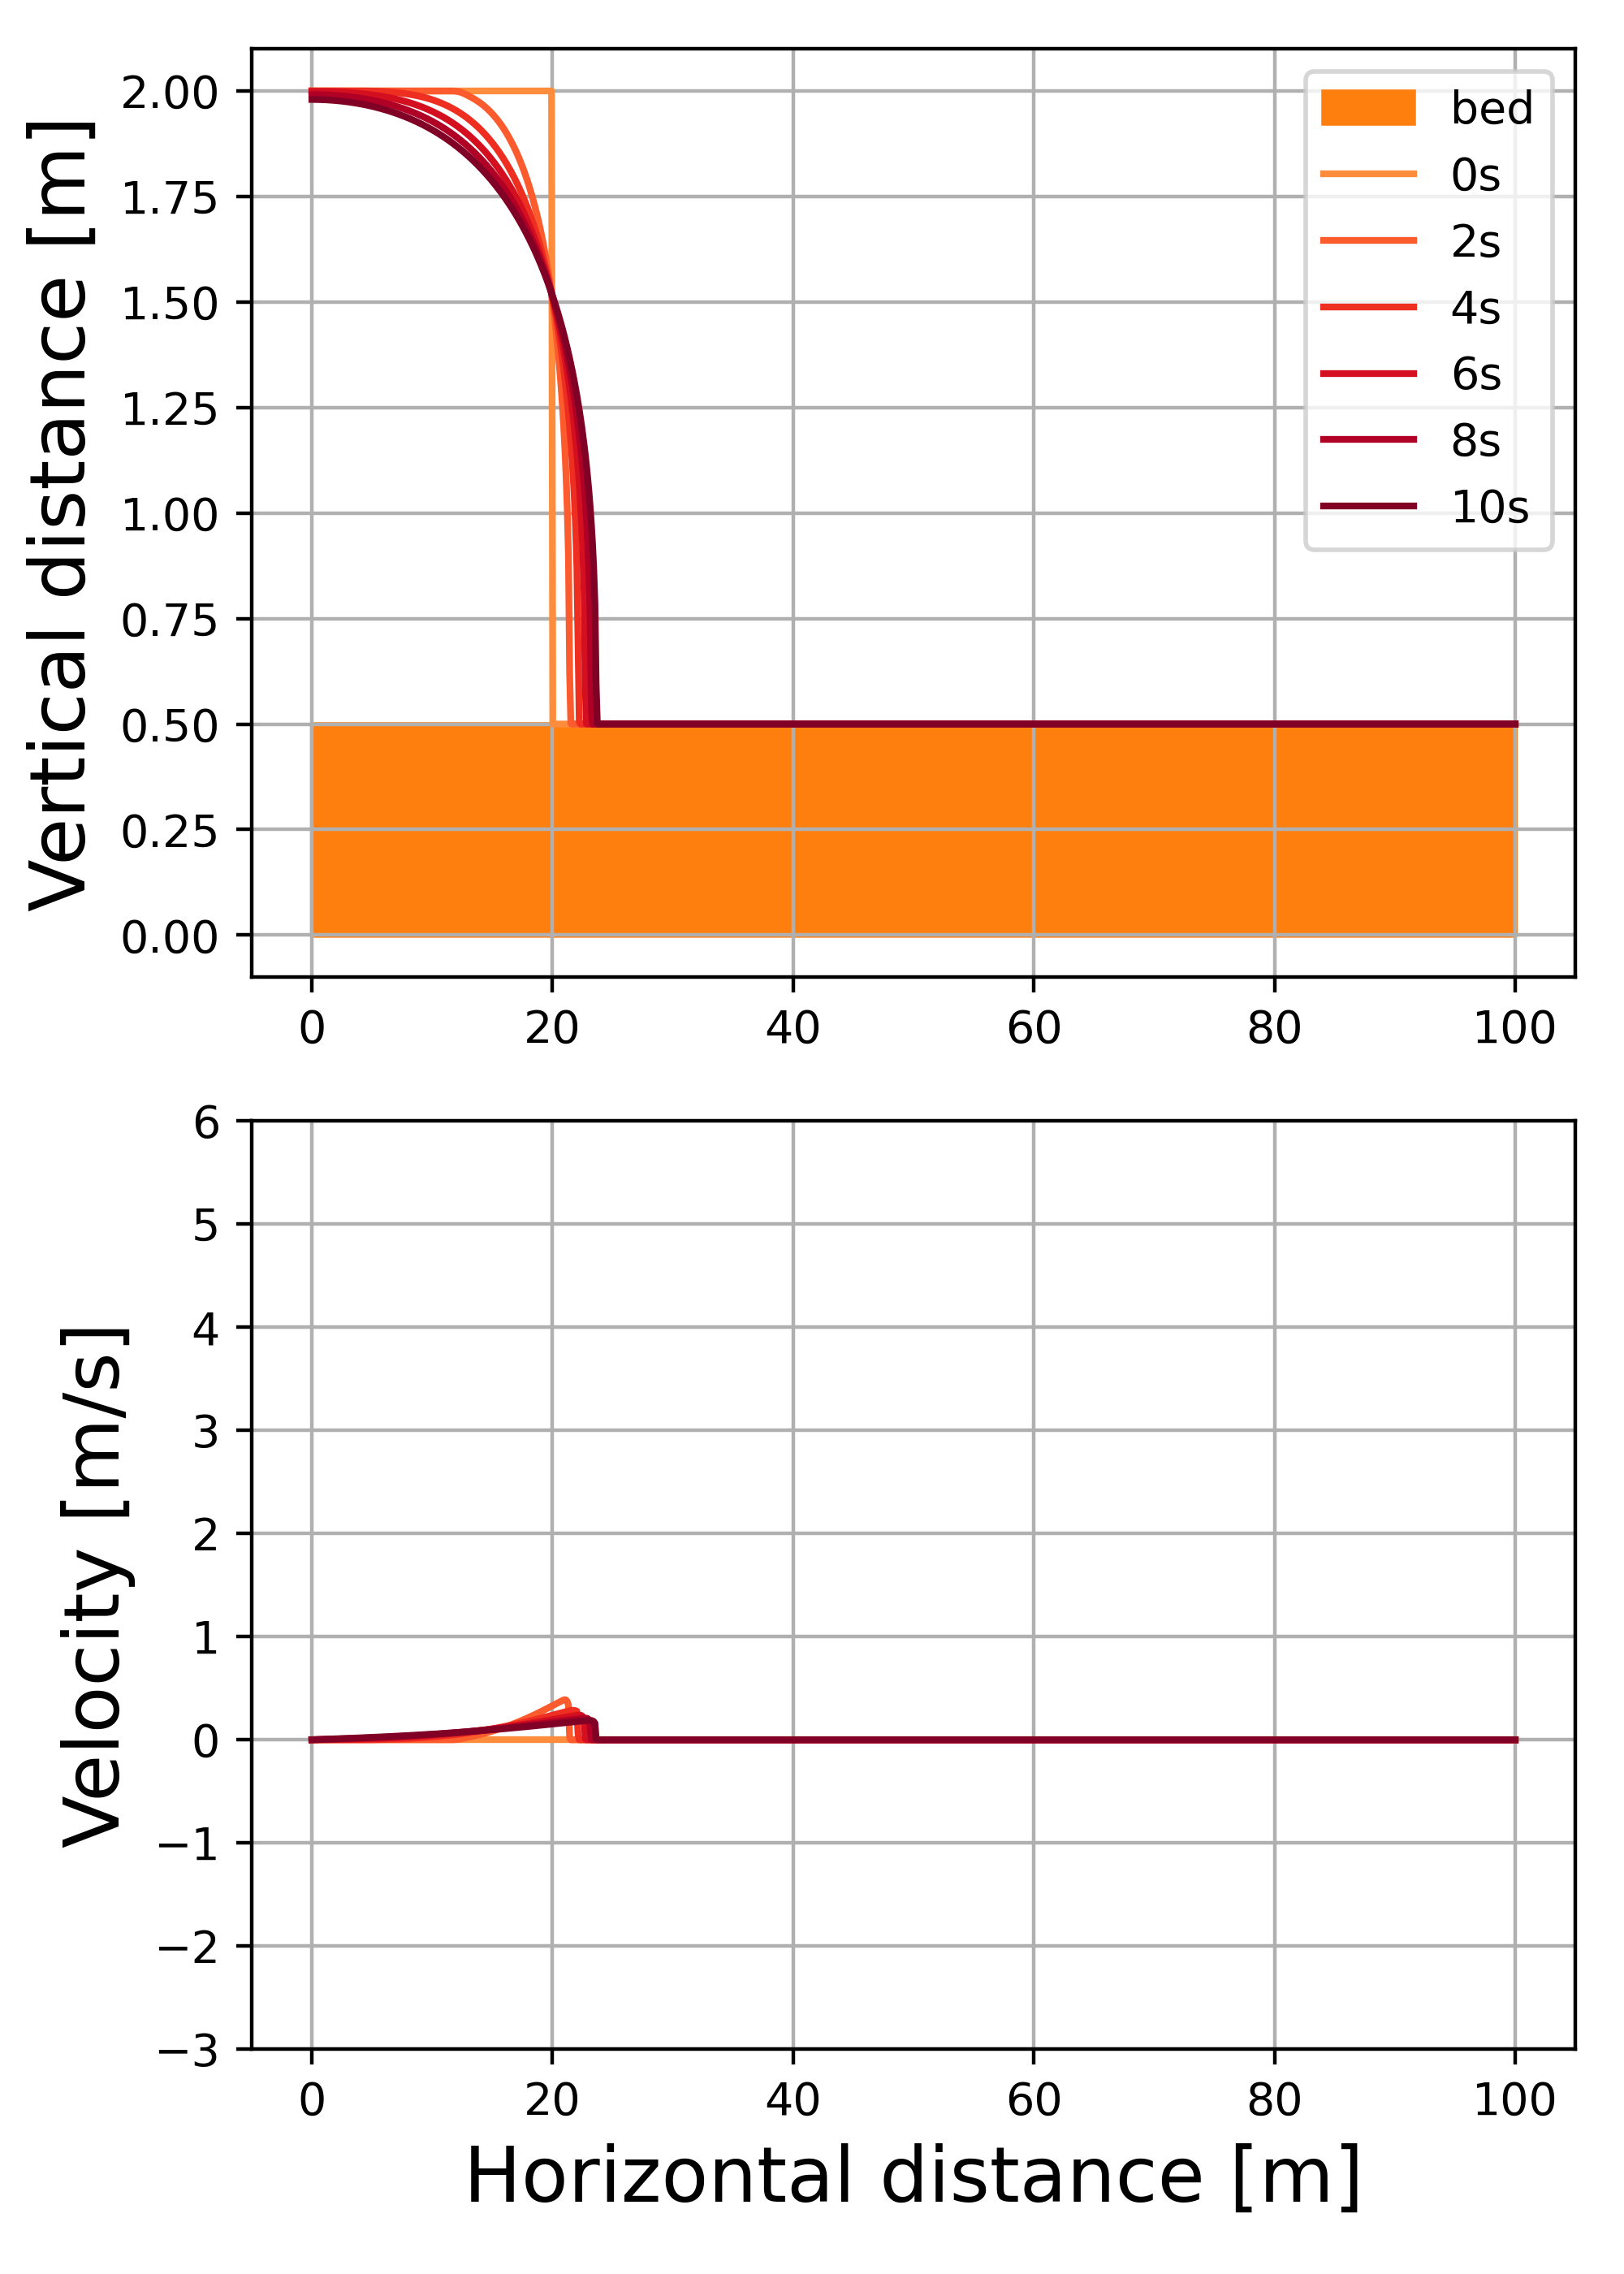 Vertical distance [m]
2.00
1.75
1.50
1.25
1.00
0.75
0.50
0.25
0.00
bed
0s
2s
4s
6s
8s
10s
0 20 40 60 80 100
Velocity [m/s]
6
5
4
3
2
1
0
−1
−2
−3
0 20 40 60 80 100
Horizontal distance [m]